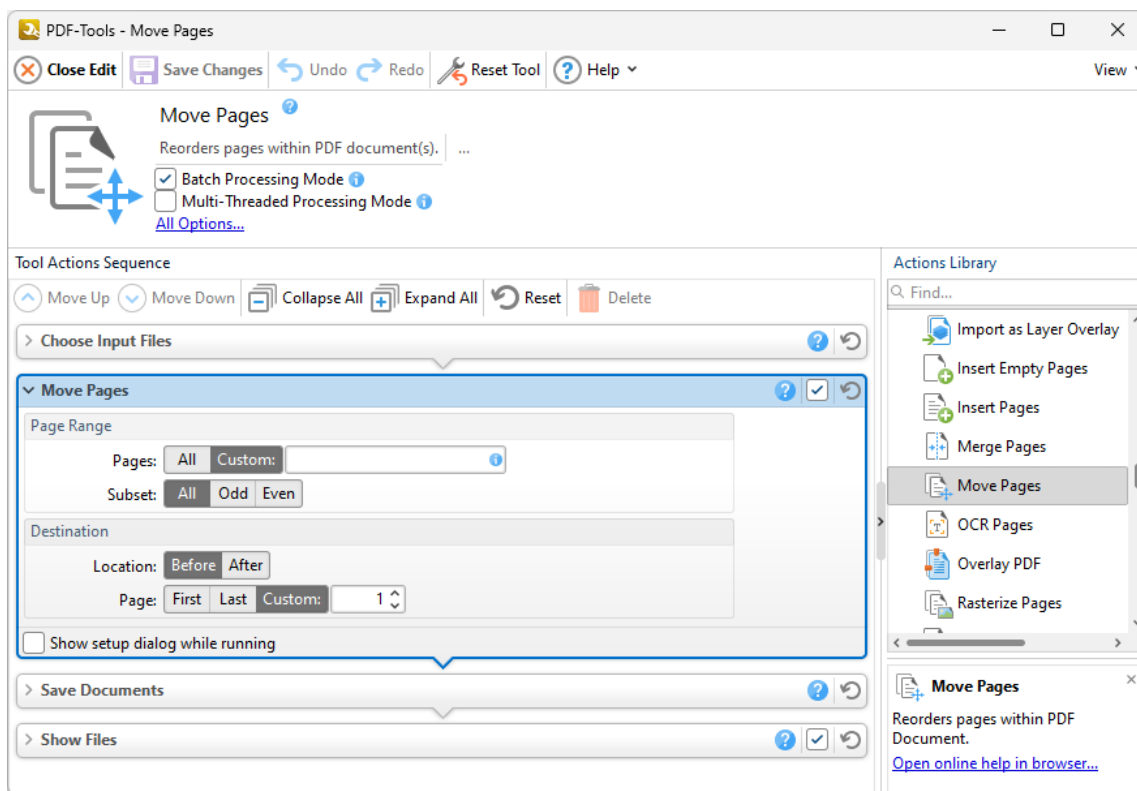 PDF-Tools - Move Pages
Close Edit Save Changes Undo Redo Reset Tool ? Help View
Move Pages ?
Reorders pages within PDF document(s). ...
Batch Processing Mode i
Multi-Threaded Processing Mode i
All Options...
Tool Actions Sequence
Move Up Move Down Collapse All Expand All Reset Delete
Choose Input Files ?
Move Pages ?
Page Range
Pages: All Custom: i
Subset: All Odd Even
Destination
Location: Before After
Page: First Last Custom: 1
Show setup dialog while running
Save Documents ?
Show Files ?
Actions Library
Find...
Import as Layer Overlay
Insert Empty Pages
Insert Pages
Merge Pages
Move Pages
OCR Pages
Overlay PDF
Rasterize Pages
Move Pages
Reorders pages within PDF
Document.
Open online help in browser...